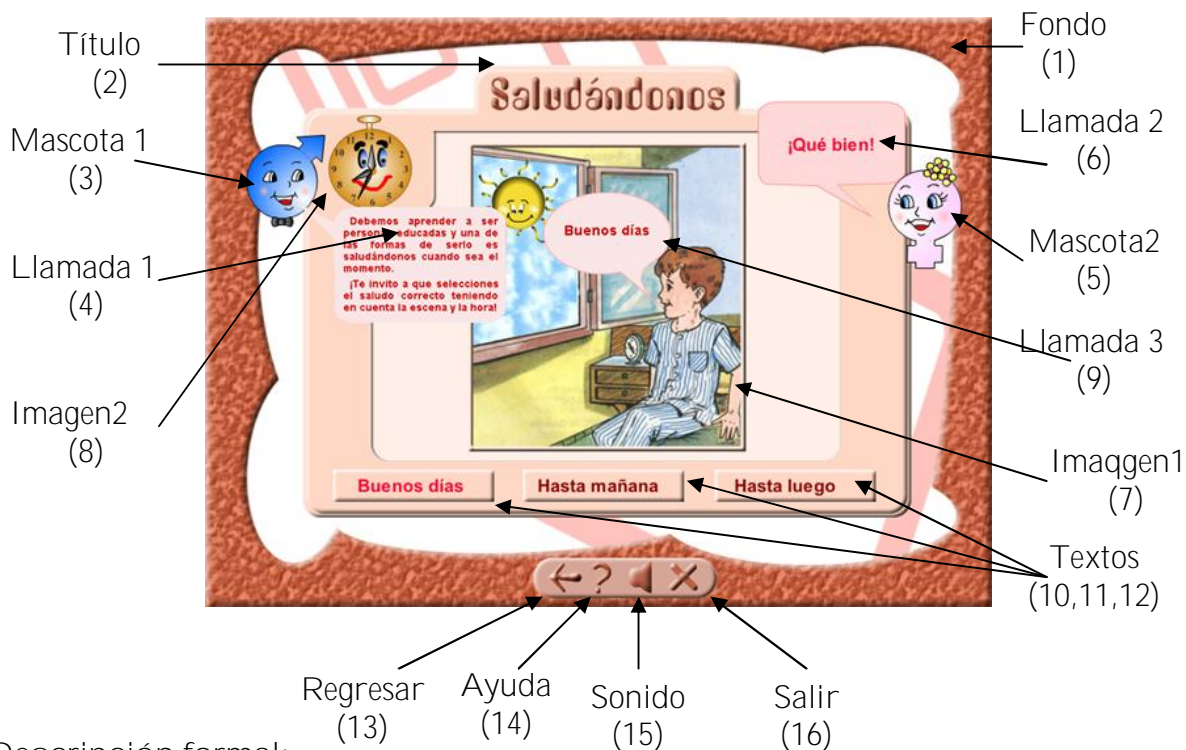 Título
(2)
Fondo
(1)
Saludándonos
Mascota 1
(3)
Llamada 2
(6)
¡Qué bien!
Debemos aprender a ser
personas educadas y una de
las formas de serlo es
saludándonos cuando sea el
momento.
¡Te invito a que selecciones
el saludo correcto teniendo
en cuenta la escena y la hora!
Buenos días
Mascota2
(5)
Llamada 1
(4)
Llamada 3
(9)
Imagen2
(8)
Imaqgen1
(7)
Buenos días
Hasta mañana
Hasta luego
Textos
(10,11,12)
Regresar
(13)
Ayuda
(14)
Sonido
(15)
Salir
(16)